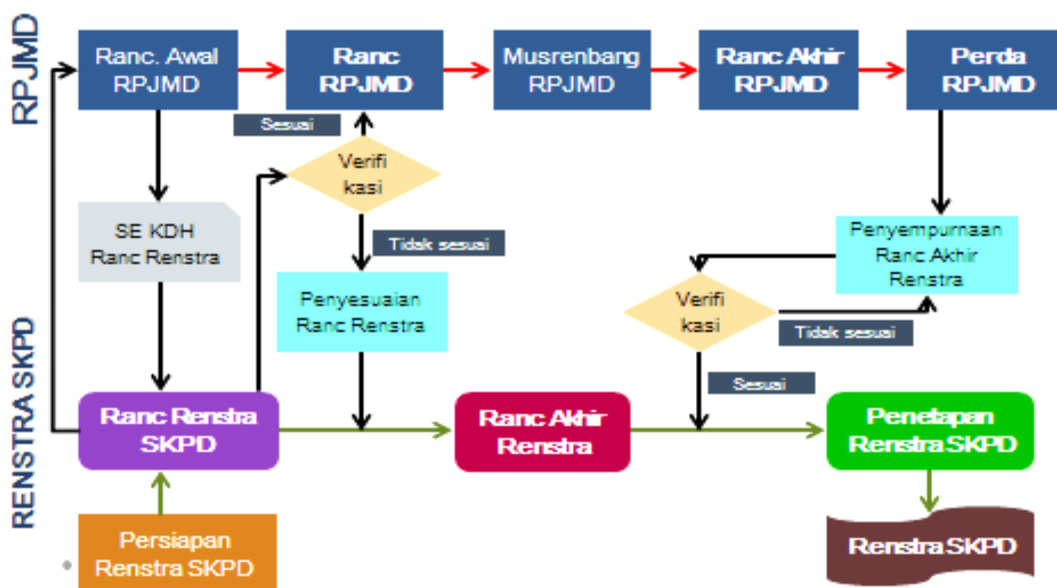 RPJMD
Ranc. Awal
RPJMD
Ranc
RPJMD
Musrenbang
RPJMD
Ranc Akhir
RPJMD
Perda
RPJMD
Sesuai
Verifi
kasi
SE KDH
Ranc Renstra
Tidak sesuai
Penyesuaian
Ranc Renstra
Penyempurnaan
Ranc Akhir
Renstra
Verifi
kasi
Tidak sesuai
Sesuai
RENSTRA SKPD
Ranc Renstra
SKPD
Ranc Akhir
Renstra
Penetapan
Renstra SKPD
Persiapan
Renstra SKPD
Renstra SKPD